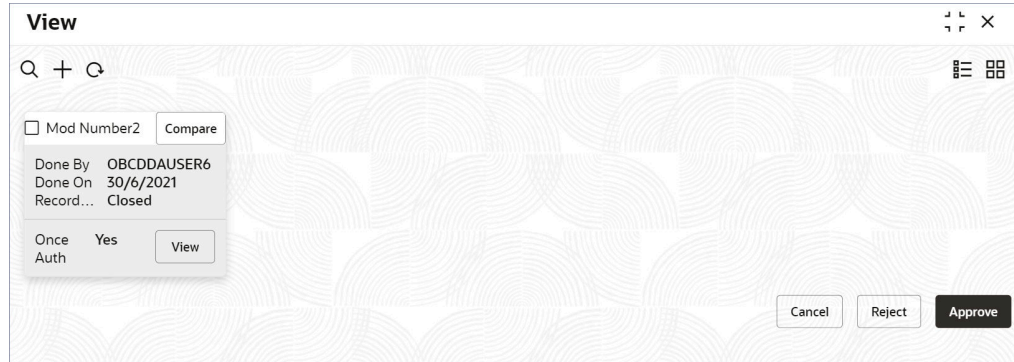 View
Mod Number2 Compare
Done By OBCDDAUSER6
Done On 30/6/2021
Record... Closed
Once Auth Yes View
Cancel Reject Approve